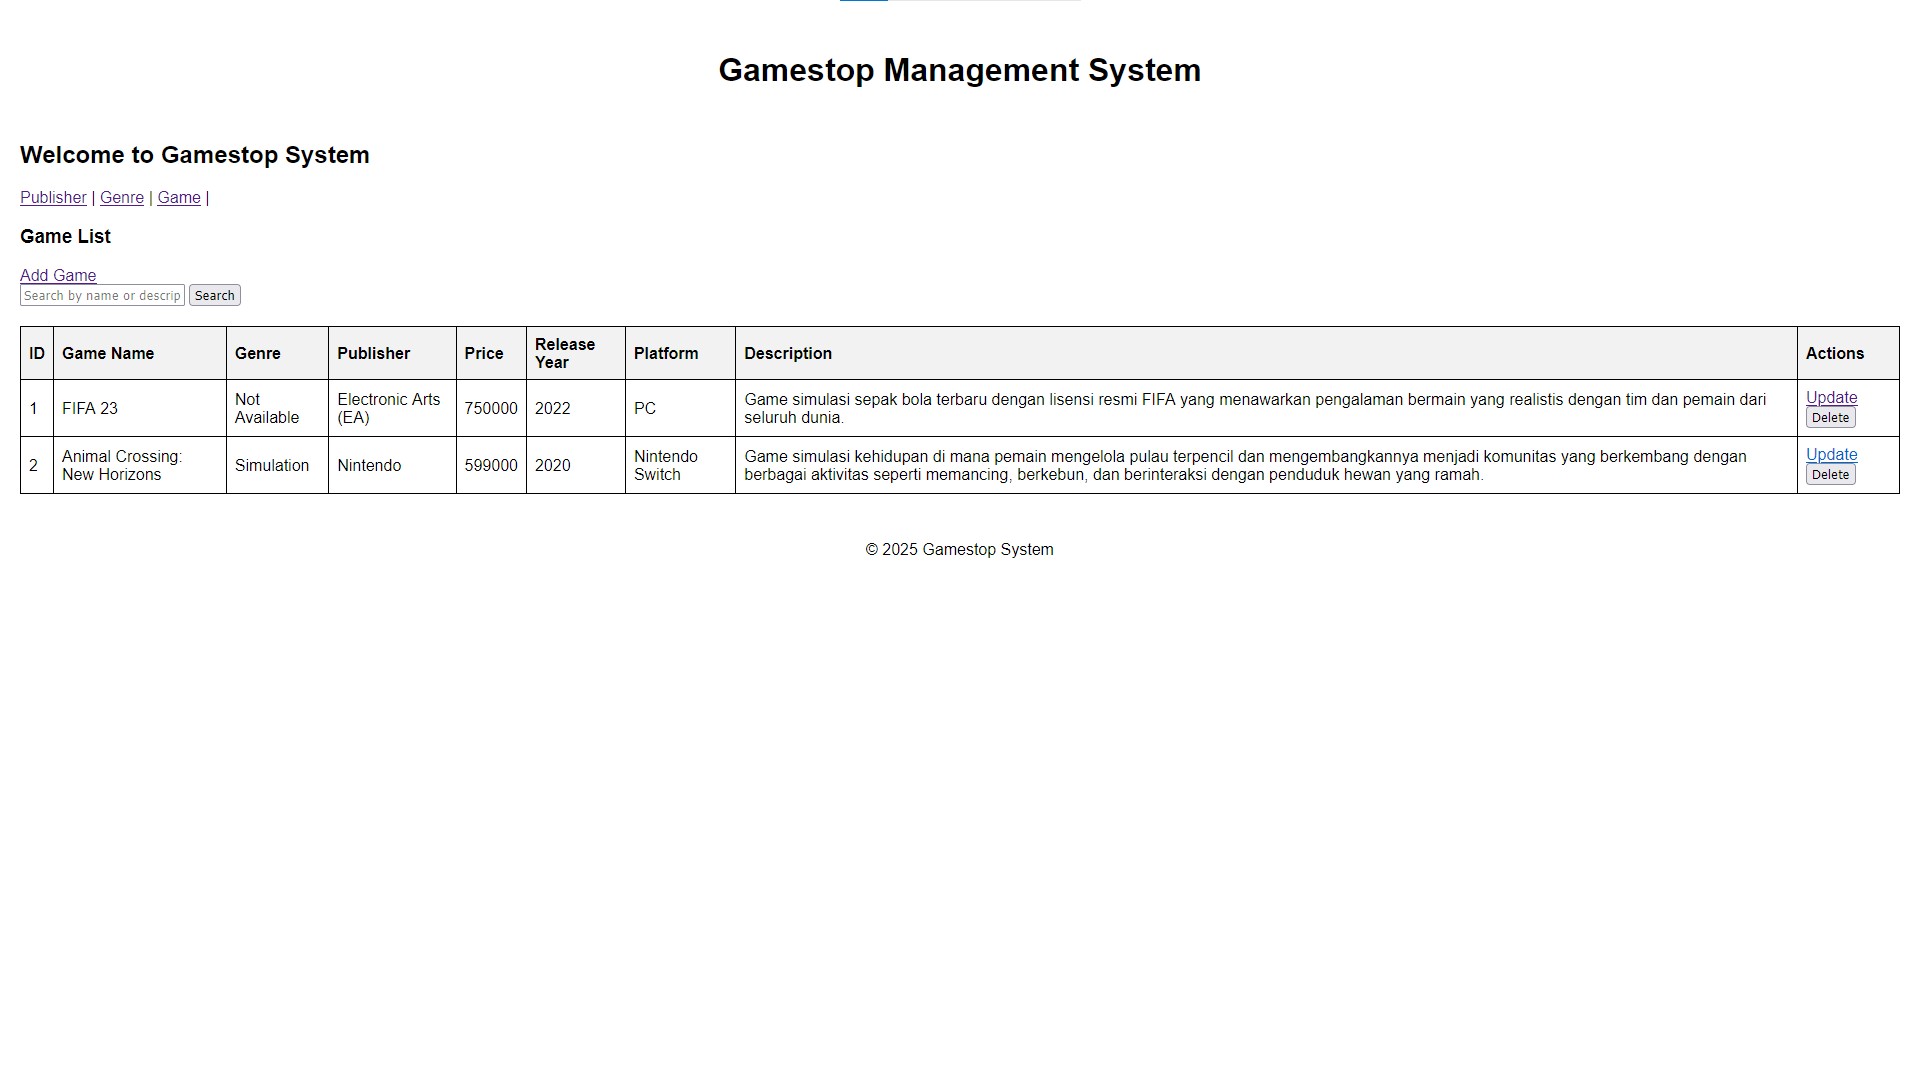 Gamestop Management System
Welcome to Gamestop System
Publisher | Genre | Game |
Game List
Add Game
Search by name or descrip Search
ID Game Name Genre Publisher Price Release Year Platform Description Actions
1 FIFA 23 Not Available Electronic Arts (EA) 750000 2022 PC Game simulasi sepak bola terbaru dengan lisensi resmi FIFA yang menawarkan pengalaman bermain yang realistis dengan tim dan pemain dari seluruh dunia. Update Delete
2 Animal Crossing: New Horizons Simulation Nintendo 599000 2020 Nintendo Switch Game simulasi kehidupan di mana pemain mengelola pulau terpencil dan mengembangkannya menjadi komunitas yang berkembang dengan berbagai aktivitas seperti memancing, berkebun, dan berinteraksi dengan penduduk hewan yang ramah. Update Delete
© 2025 Gamestop System